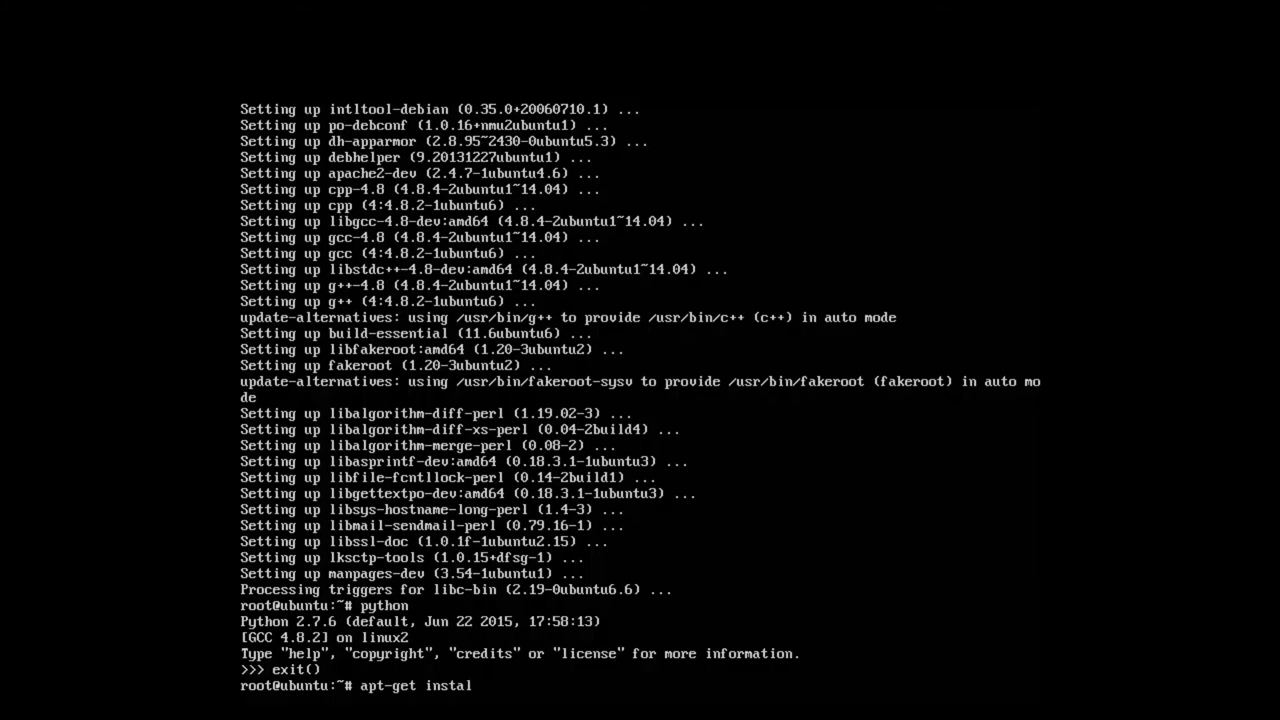 Setting up intltool-debian (0.35.0+20060710.1) ...
Setting up po-debconf (1.0.16+nmu2ubuntu1) ...
Setting up dh-apparmor (2.8.95~2430-0ubuntu5.3) ...
Setting up debhelper (9.20131227ubuntu1) ...
Setting up apache2-dev (2.4.7-1ubuntu4.6) ...
Setting up cpp-4.8 (4.8.4-2ubuntu1~14.04) ...
Setting up cpp (4:4.8.2-1ubuntu6) ...
Setting up libgcc-4.8-dev:amd64 (4.8.4-2ubuntu1~14.04) ...
Setting up gcc-4.8 (4.8.4-2ubuntu1~14.04) ...
Setting up gcc (4:4.8.2-1ubuntu6) ...
Setting up libstdc++-4.8-dev:amd64 (4.8.4-2ubuntu1~14.04) ...
Setting up g++-4.8 (4.8.4-2ubuntu1~14.04) ...
Setting up g++ (4:4.8.2-1ubuntu6) ...
update-alternatives: using /usr/bin/g++ to provide /usr/bin/c++ (c++) in auto mode
Setting up build-essential (11.6ubuntu6) ...
Setting up libfakeroot:amd64 (1.20-3ubuntu2) ...
Setting up fakeroot (1.20-3ubuntu2) ...
update-alternatives: using /usr/bin/fakeroot-sysv to provide /usr/bin/fakeroot (fakeroot) in auto mo
de
Setting up libalgorithm-diff-perl (1.19.02-3) ...
Setting up libalgorithm-diff-xs-perl (0.04-2build4) ...
Setting up libalgorithm-merge-perl (0.08-2) ...
Setting up libasprintf-dev:amd64 (0.18.3.1-1ubuntu3) ...
Setting up libfile-fcntllock-perl (0.14-2build1) ...
Setting up libgettextpo-dev:amd64 (0.18.3.1-1ubuntu3) ...
Setting up libsys-hostname-long-perl (1.4-3) ...
Setting up libmail-sendmail-perl (0.79.16-1) ...
Setting up libssl-doc (1.0.1f-1ubuntu2.15) ...
Setting up lksctp-tools (1.0.15+dfsg-1) ...
Setting up manpages-dev (3.54-1ubuntu1) ...
Processing triggers for libc-bin (2.19-0ubuntu6.6) ...
root@ubuntu:~# python
Python 2.7.6 (default, Jun 22 2015, 17:58:13)
[GCC 4.8.2] on linux2
Type "help", "copyright", "credits" or "license" for more information.
>>> exit()
root@ubuntu:~# apt-get instal